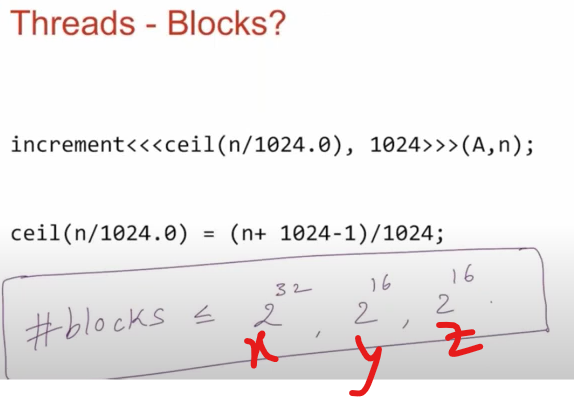 Threads - Blocks?
increment<<<ceil(n/1024.0), 1024>>>(A,n);
ceil(n/1024.0) = (n+ 1024-1)/1024;
#blocks ≤ 2^32, 2^16, 2^16.
x y z